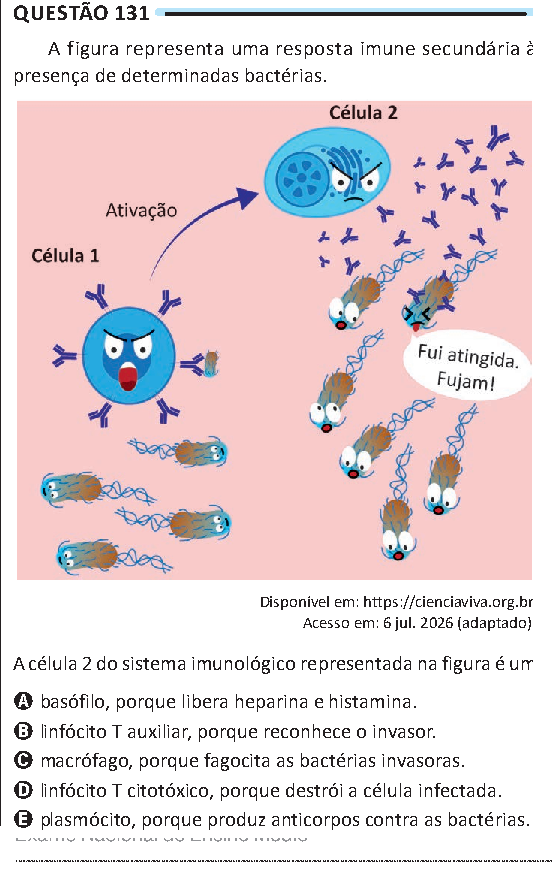 QUESTÃO 131
A figura representa uma resposta imune secundária à
presença de determinadas bactérias.
Célula 2
Ativação
Célula 1
Fui atingida.
Fujam!
Disponível em: https://cienciaviva.org.br
Acesso em: 6 jul. 2026 (adaptado)
A célula 2 do sistema imunológico representada na figura é um
A basófilo, porque libera heparina e histamina.
B linfócito T auxiliar, porque reconhece o invasor.
C macrófago, porque fagocita as bactérias invasoras.
D linfócito T citotóxico, porque destrói a célula infectada.
E plasmócito, porque produz anticorpos contra as bactérias.